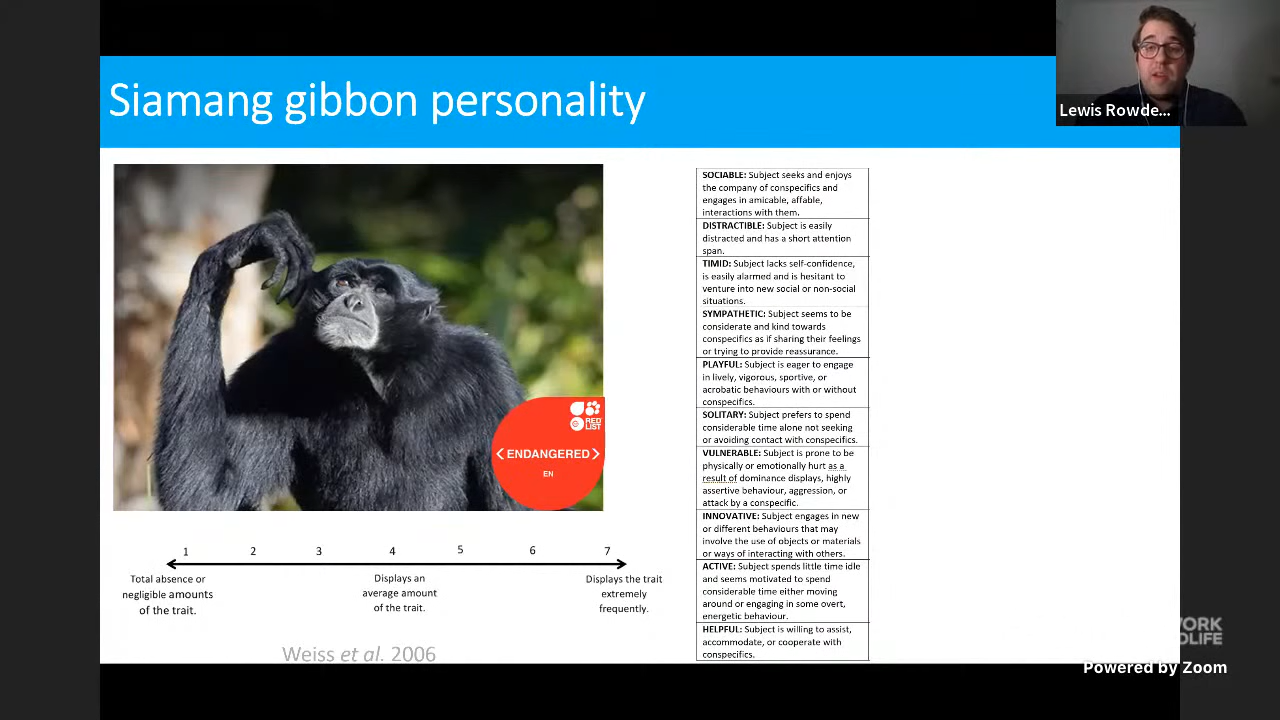 Siamang gibbon personality
Lewis Rowde...
SOCIABLE: Subject seeks and enjoys
the company of conspecifics and
engages in amicable, affable,
interactions with them.
DISTRACTIBLE: Subject is easily
distracted and has a short attention
span.
TIMID: Subject lacks self-confidence,
is easily alarmed and is hesitant to
venture into new social or non-social
situations.
SYMPATHETIC: Subject seems to be
considerate and kind towards
conspecifics as if sharing their feelings
or trying to provide reassurance.
PLAYFUL: Subject is eager to engage
in lively, vigorous, sportive, or
acrobatic behaviours with or without
conspecifics.
SOLITARY: Subject prefers to spend
considerable time alone not seeking
or avoiding contact with conspecifics.
VULNERABLE: Subject is prone to be
physically or emotionally hurt as a
result of dominance displays, highly
assertive behaviour, aggression, or
attack by a conspecific.
INNOVATIVE: Subject engages in new
or different behaviours that may
involve the use of objects or materials
or ways of interacting with others.
ACTIVE: Subject spends little time idle
and seems motivated to spend
considerable time either moving
around or engaging in some overt,
energetic behaviour.
HELPFUL: Subject is willing to assist,
accommodate, or cooperate with
conspecifics.
RED
LIST
<ENDANGERED>
EN
1 2 3 4 5 6 7
Total absence or
negligible amounts
of the trait.
Displays an
average amount
of the trait.
Displays the trait
extremely
frequently.
Weiss et al. 2006
Powered by Zoom